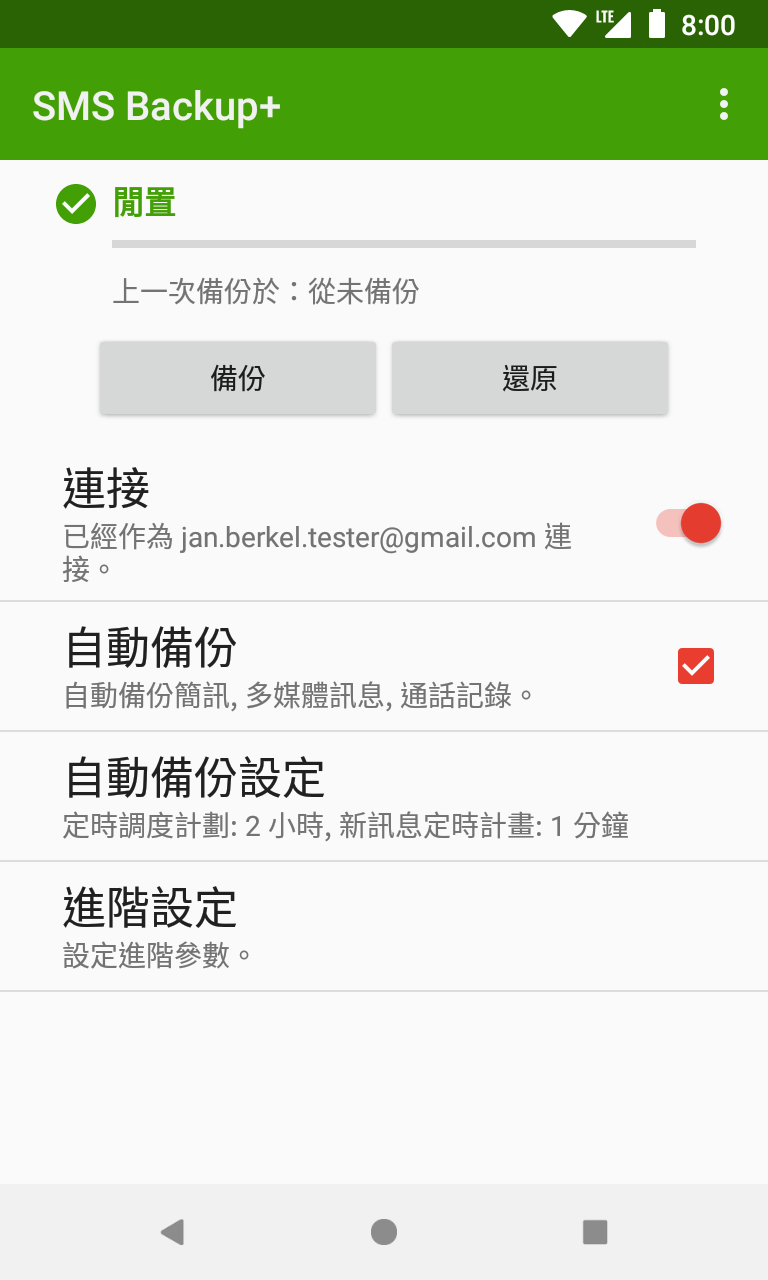 LTE 8:00
SMS Backup+
閒置
上一次備份於：從未備份
備份
還原
連接
已經作為 jan.berkel.tester@gmail.com 連
接。
自動備份
自動備份簡訊, 多媒體訊息, 通話記錄。
自動備份設定
定時調度計劃: 2 小時, 新訊息定時計畫: 1 分鐘
進階設定
設定進階參數。